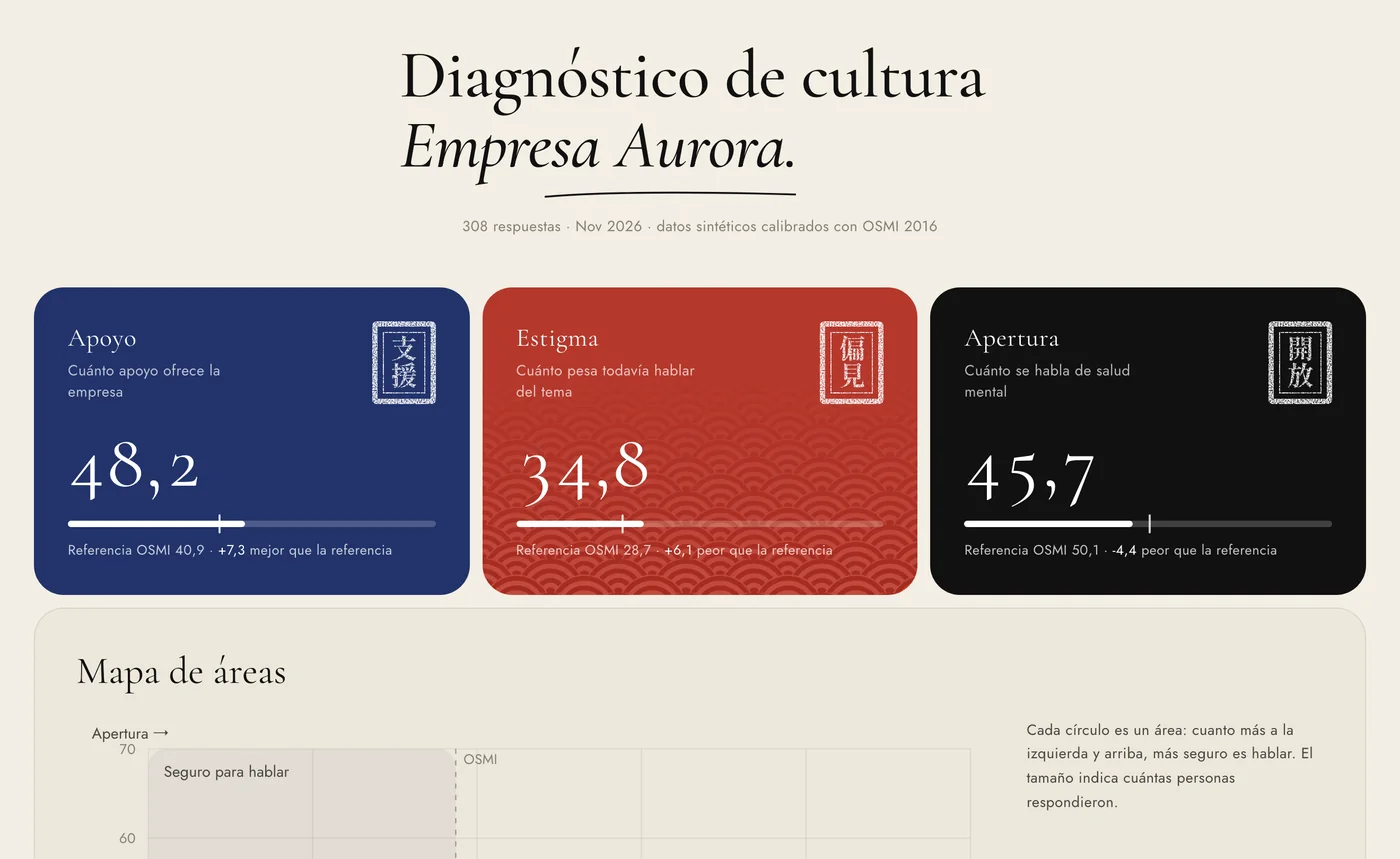 Diagnóstico de cultura
Empresa Aurora.
308 respuestas · Nov 2026 · datos sintéticos calibrados con OSMI 2016
Apoyo
Cuánto apoyo ofrece la
empresa
支援
48,2
Referencia OSMI 40,9 · +7,3 mejor que la referencia
Estigma
Cuánto pesa todavía hablar
del tema
偏見
34,8
Referencia OSMI 28,7 · +6,1 peor que la referencia
Apertura
Cuánto se habla de salud
mental
開放
45,7
Referencia OSMI 50,1 · -4,4 peor que la referencia
Mapa de áreas
Apertura →
70
Seguro para hablar
OSMI
60
Cada círculo es un área: cuanto más a la
izquierda y arriba, más seguro es hablar. El
tamaño indica cuántas personas
respondieron.